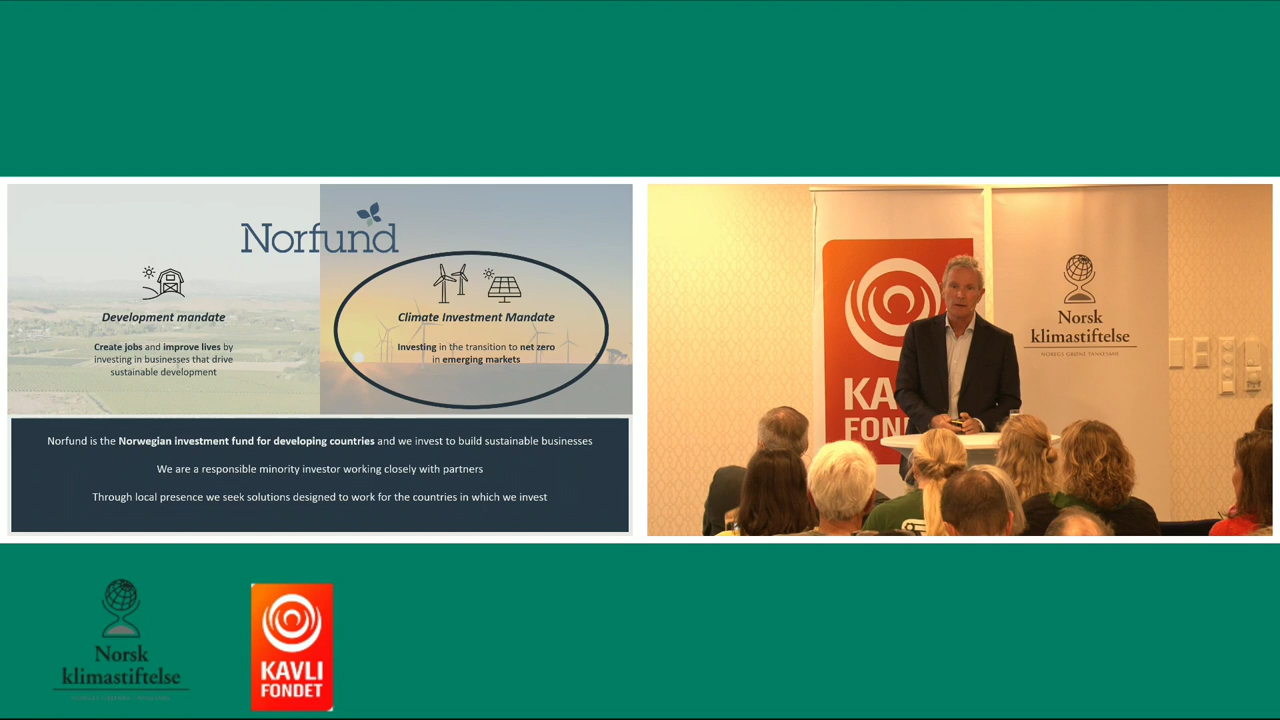 Norfund
Development mandate
Create jobs and improve lives by
investing in businesses that drive
sustainable development
Climate Investment Mandate
Investing in the transition to net zero
in emerging markets
Norfund is the Norwegian investment fund for developing countries and we invest to build sustainable businesses
We are a responsible minority investor working closely with partners
Through local presence we seek solutions designed to work for the countries in which we invest
KA
FON
Norsk
klimastiftelse
NORGES GRØNNE TANKESMIE
Norsk
klimastiftelse
KAVLI
FONDET